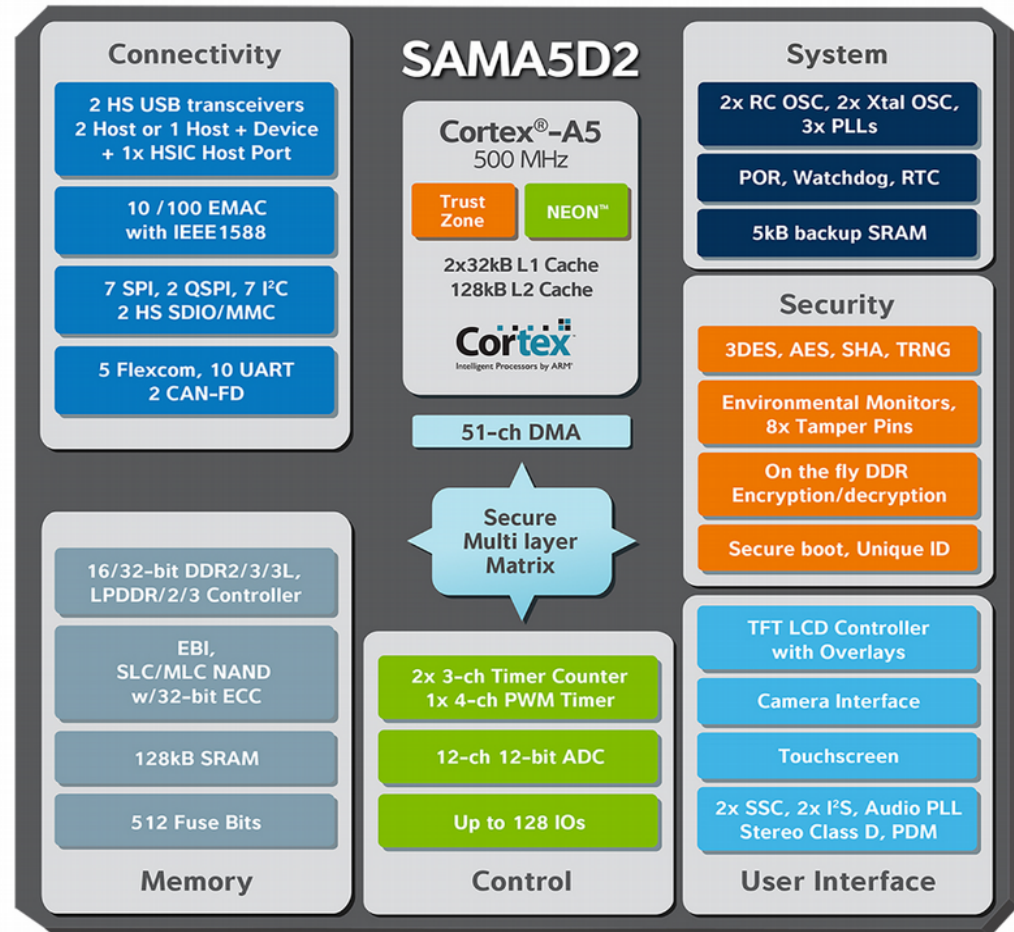 SAMA5D2
Connectivity
2 HS USB transceivers
2 Host or 1 Host + Device
+ 1x HSIC Host Port
10 /100 EMAC
with IEEE1588
7 SPI, 2 QSPI, 7 I²C
2 HS SDIO/MMC
5 Flexcom, 10 UART
2 CAN-FD
Cortex®-A5
500 MHz
Trust
Zone
NEON™
2x32kB L1 Cache
128kB L2 Cache
Cortex
Intelligent Processors by ARM®
51-ch DMA
Secure
Multi layer
Matrix
System
2x RC OSC, 2x Xtal OSC,
3x PLLs
POR, Watchdog, RTC
5kB backup SRAM
Security
3DES, AES, SHA, TRNG
Environmental Monitors,
8x Tamper Pins
On the fly DDR
Encryption/decryption
Secure boot, Unique ID
16/32-bit DDR2/3/3L,
LPDDR/2/3 Controller
EBI,
SLC/MLC NAND
w/32-bit ECC
128kB SRAM
512 Fuse Bits
Memory
2x 3-ch Timer Counter
1x 4-ch PWM Timer
12-ch 12-bit ADC
Up to 128 IOs
Control
TFT LCD Controller
with Overlays
Camera Interface
Touchscreen
2x SSC, 2x I²S, Audio PLL
Stereo Class D, PDM
User Interface